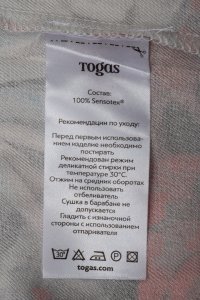 Togas
Состав:
100% Sensotex®
Рекомендации по уходу:
Перед первым использова-
нием изделие необходимо
постирать
Рекомендован режим
деликатной стирки при
температуре 30°С.
Отжим на средних оборотах
Не использовать
отбеливатель
Сушка в барабане не
допускается
Гладить с изнаночной
стороны с использованием
отпаривателя
togas.com